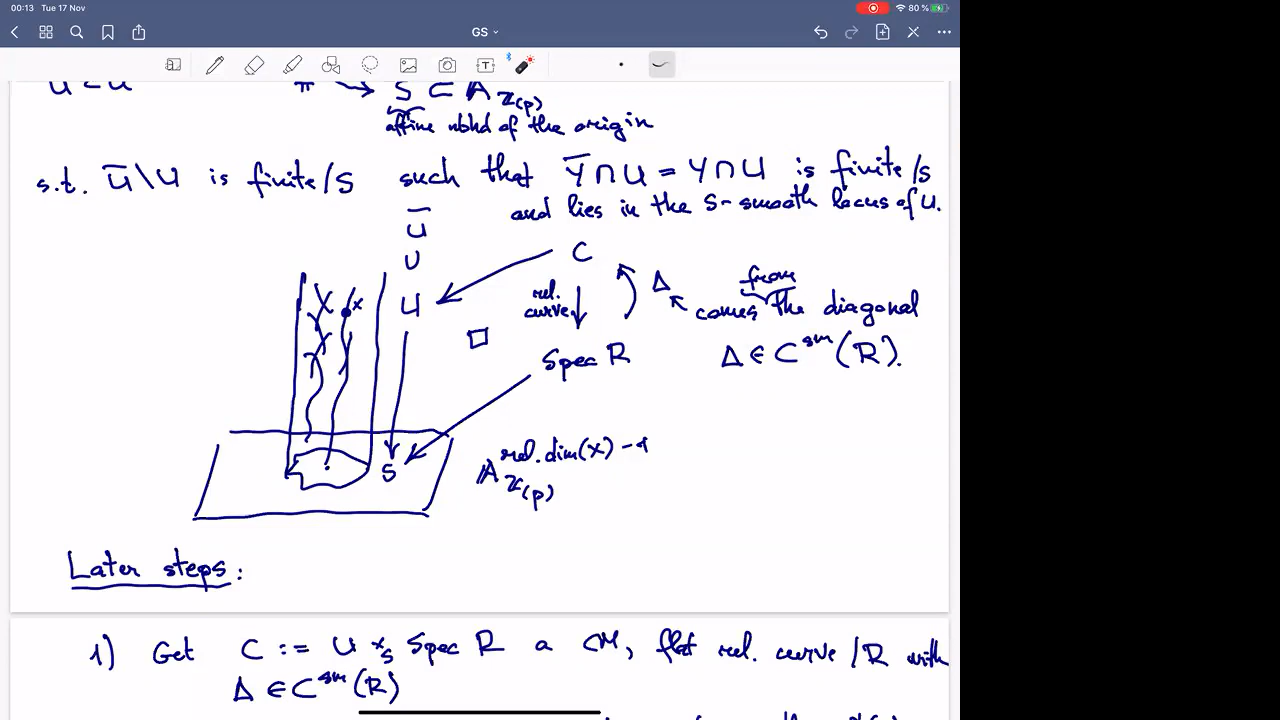 00:13 Tue 17 Nov
80 %
GS
π → S ⊂ A_{Z(p)}
affine nbhd of the origin
s.t. Ū\U is finite/S such that Ȳ∩U = Y∩U is finite/S
and lies in the S-smooth locus of U.
Ū
∪
U
C
rel. curve
Δ
from
comes the diagonal
Δ ∈ C^{sm}(R).
□
Spec R
x
S
A_{Z(p)}^{rel.dim(X)-1}
Later steps:
1) Get C := U ×_S Spec R a CM, flat rel. curve /R with
Δ ∈ C^{sm}(R)